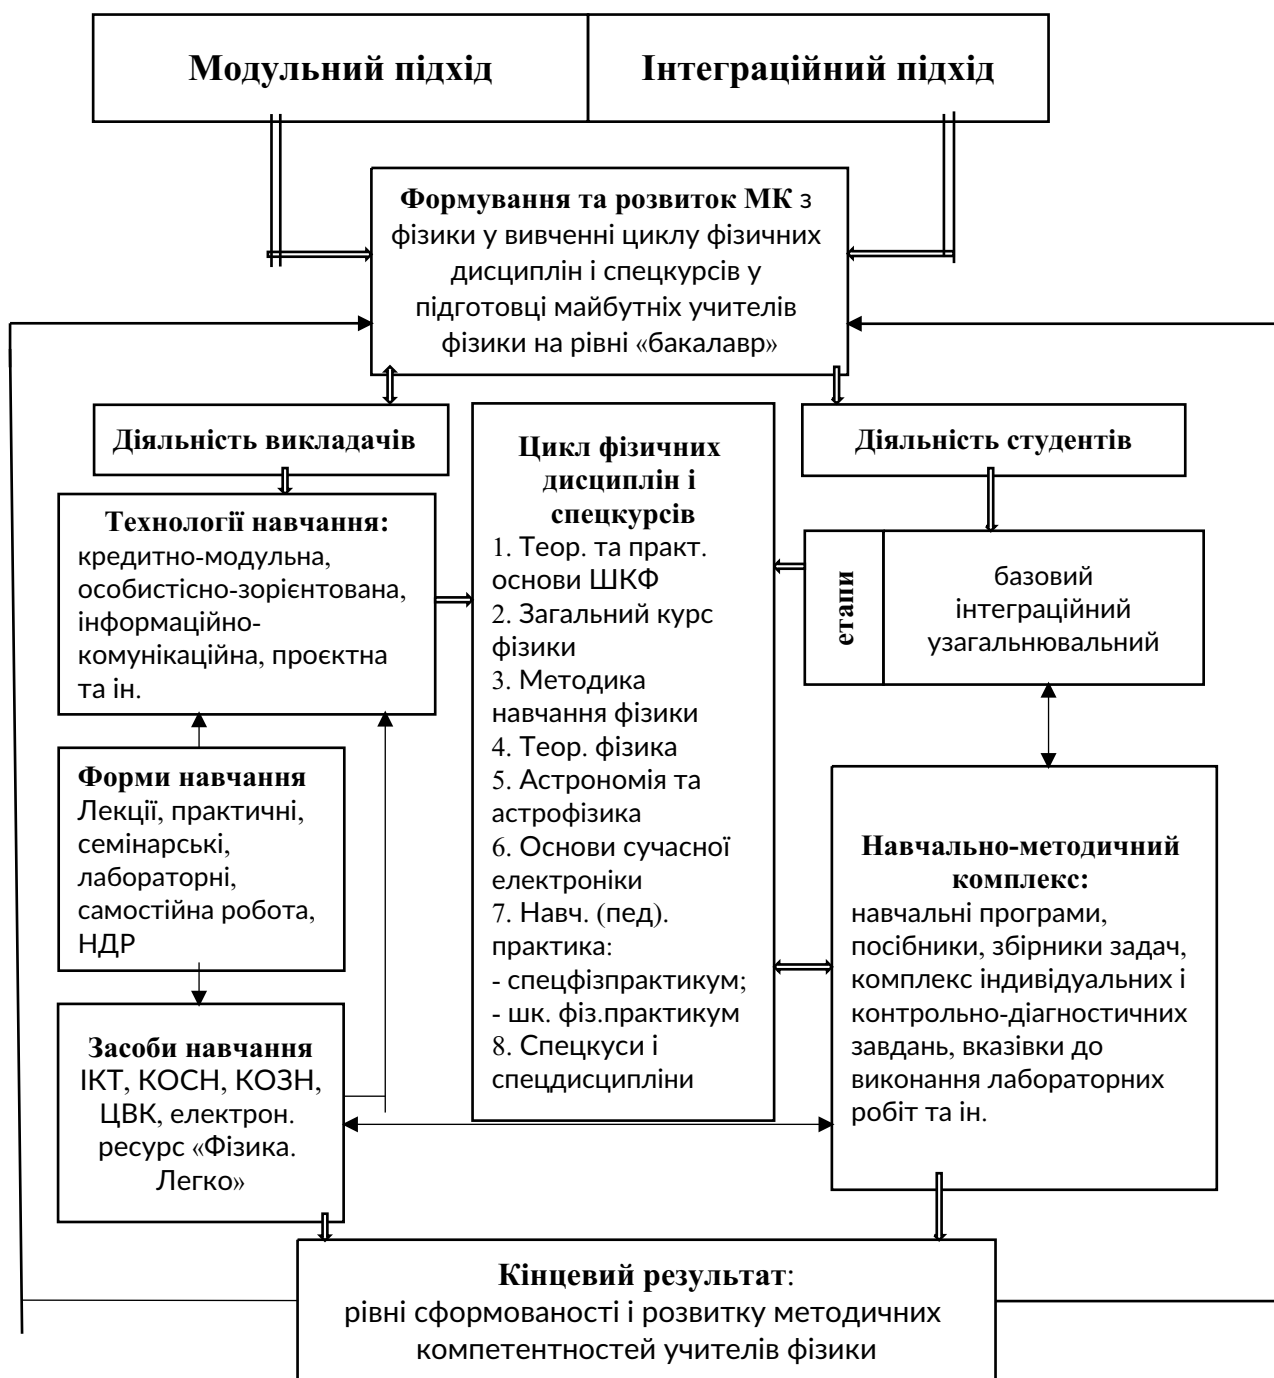 Модульний підхід
Інтеграційний підхід
Формування та розвиток МК з
фізики у вивченні циклу фізичних
дисциплін і спецкурсів у
підготовці майбутніх учителів
фізики на рівні «бакалавр»
Діяльність викладачів
Технології навчання:
кредитно-модульна,
особистісно-зорієнтована,
інформаційно-
комунікаційна, проєктна
та ін.
Форми навчання
Лекції, практичні,
семінарські,
лабораторні,
самостійна робота,
НДР
Засоби навчання
ІКТ, КОСН, КОЗН,
ЦВК, електрон.
ресурс «Фізика.
Легко»
Цикл фізичних
дисциплін і
спецкурсів
1. Теор. та практ.
основи ШКФ
2. Загальний курс
фізики
3. Методика
навчання фізики
4. Теор. фізика
5. Астрономія та
астрофізика
6. Основи сучасної
електроніки
7. Навч. (пед).
практика:
- спецфізпрактикум;
- шк. фіз.практикум
8. Спецкуси і
спецдисципліни
Діяльність студентів
етапи
базовий
інтеграційний
узагальнювальний
Навчально-методичний
комплекс:
навчальні програми,
посібники, збірники задач,
комплекс індивідуальних і
контрольно-діагностичних
завдань, вказівки до
виконання лабораторних
робіт та ін.
Кінцевий результат:
рівні сформованості і розвитку методичних
компетентностей учителів фізики